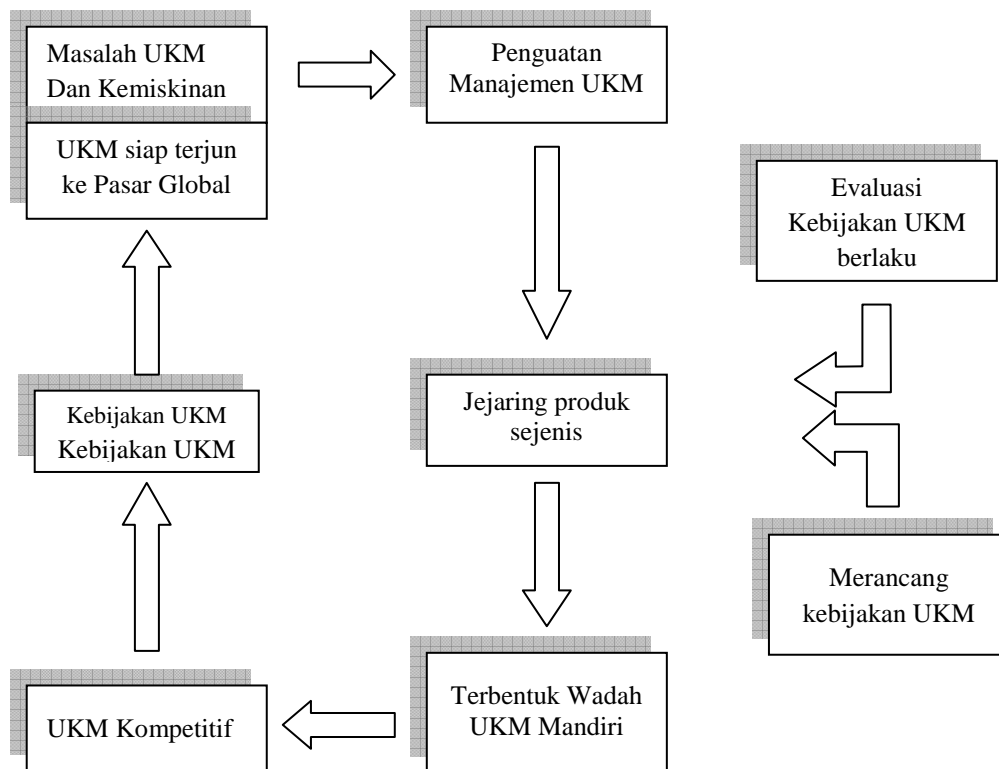 Masalah UKM
Dan Kemiskinan
UKM siap terjun
ke Pasar Global
Penguatan
Manajemen UKM
Evaluasi
Kebijakan UKM
berlaku
Kebijakan UKM
Kebijakan UKM
Jejaring produk
sejenis
Merancang
kebijakan UKM
UKM Kompetitif
Terbentuk Wadah
UKM Mandiri